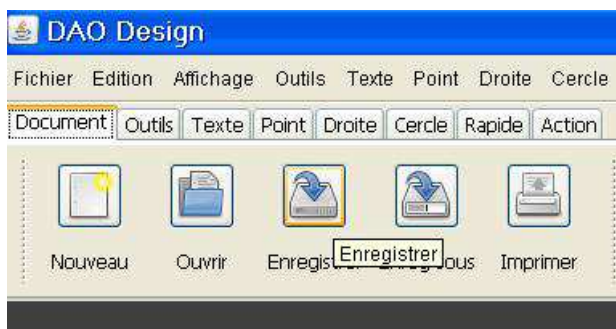 DAO Design
Fichier Edition Affichage Outils Texte Point Droite Cercle
Document Outils Texte Point Droite Cercle Rapide Action
Nouveau Ouvrir Imprimer
Enregistrer